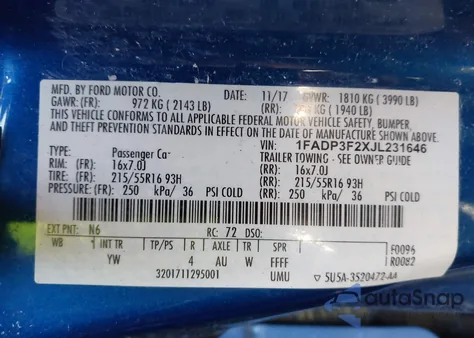 MFD. BY FORD MOTOR CO. DATE: 11/17 GVWR: 1810 KG ( 3990 LB)
GAWR: (FR): 972 KG ( 2143 LB) (RR): KG ( 1940 LB)
THIS VEHICLE CONFORMS TO ALL APPLICABLE FEDERAL MOTOR VEHICLE SAFETY, BUMPER,
AND THEFT PREVENTION STANDARDS IN EFFECT ON THE DATE OF MANUFACTURE SHOWN ABOVE.
VIN: 1FADP3F2XJL231646
TYPE: Passenger Car TRAILER TOWING - SEE OWNER GUIDE
RIM: (FR): 16x7.0J (RR): 16x7.0J
TIRE: (FR): 215/55R16 93H (RR): 215/55R16 93H
PRESSURE: (FR): 250 kPa/ 36 PSI COLD (RR): 250 kPa/ 36 PSI COLD
EXT PNT: N6 RC: 72 DSO:
WB INT TR TP/PS R AXLE TR SPR F0096
YW 4 AU W FFFF R0082
3201711295001 UMU 5U5A-3520472-AA
autoSnap